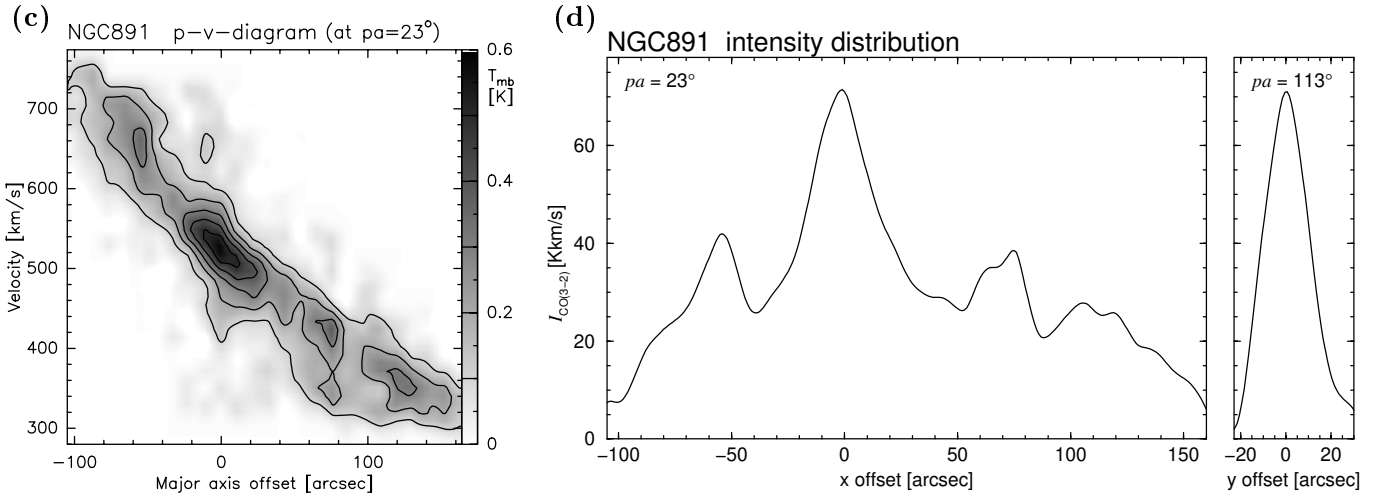 (c)
NGC891 p-v-diagram (at pa=23°)
0.6
T_mb
[K]
0.4
0.2
0
700
600
500
400
300
Velocity [km/s]
−100 0 100
Major axis offset [arcsec]
(d)
NGC891 intensity distribution
pa = 23°
60
40
20
0
I_CO(3−2) [Kkm/s]
−100 −50 0 50 100 150
x offset [arcsec]
pa = 113°
−20 0 20
y offset [arcsec]